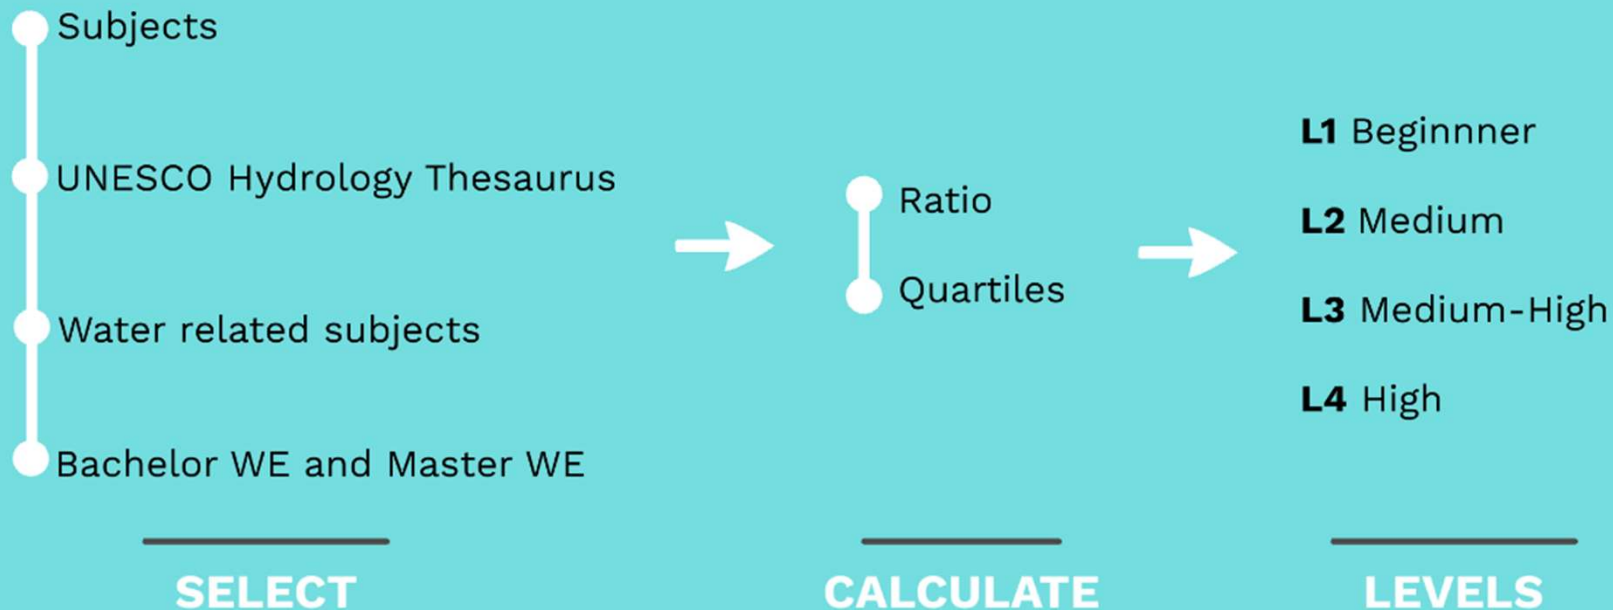 Subjects
UNESCO Hydrology Thesaurus
Water related subjects
Bachelor WE and Master WE
SELECT
Ratio
Quartiles
CALCULATE
L1 Beginnner
L2 Medium
L3 Medium-High
L4 High
LEVELS